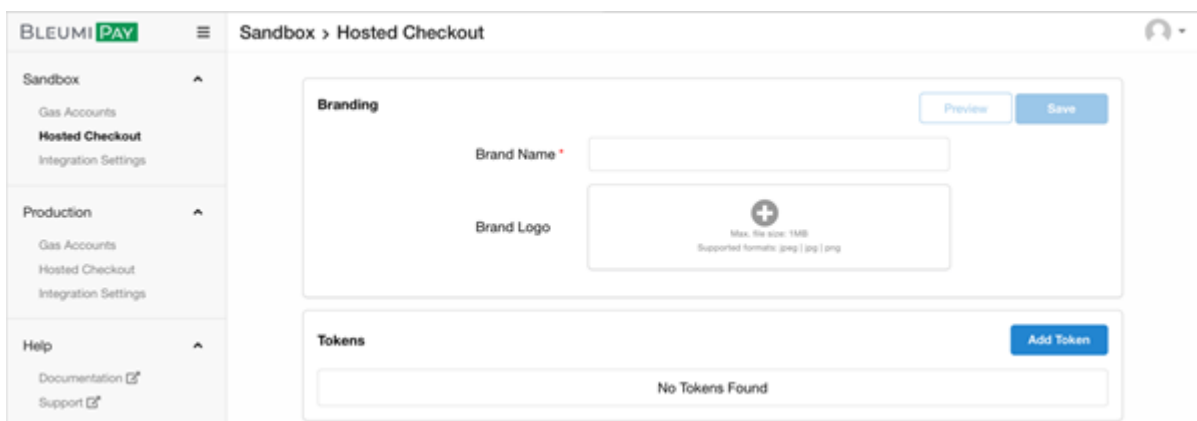 BLEUMI PAY
Sandbox > Hosted Checkout
Sandbox
Gas Accounts
Hosted Checkout
Integration Settings
Production
Gas Accounts
Hosted Checkout
Integration Settings
Help
Documentation
Support
Branding
Preview
Save
Brand Name *
Brand Logo
Max. file size: 1MB
Supported formats: jpeg | jpg | png
Tokens
Add Token
No Tokens Found